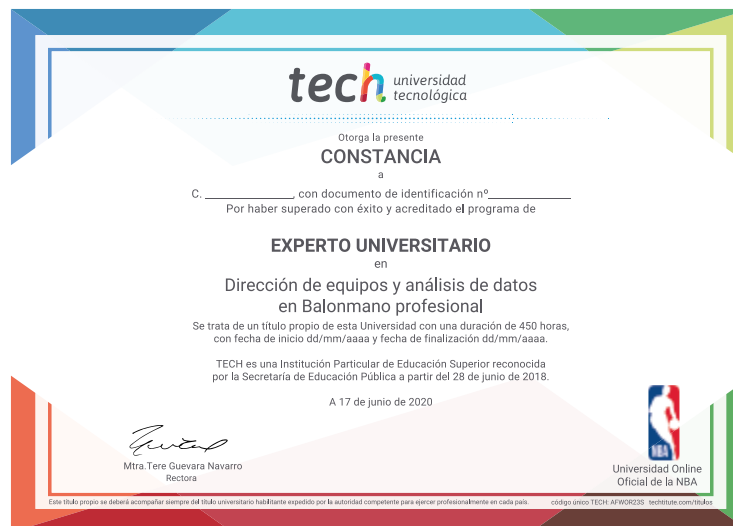 tech universidad
tecnológica
Otorga la presente
CONSTANCIA
a
C. ______________, con documento de identificación nº______________
Por haber superado con éxito y acreditado el programa de
EXPERTO UNIVERSITARIO
en
Dirección de equipos y análisis de datos
en Balonmano profesional
Se trata de un título propio de esta Universidad con una duración de 450 horas,
con fecha de inicio dd/mm/aaaa y fecha de finalización dd/mm/aaaa.
TECH es una Institución Particular de Educación Superior reconocida
por la Secretaría de Educación Pública a partir del 28 de junio de 2018.
A 17 de junio de 2020
Mtra.Tere Guevara Navarro
Rectora
NBA
Universidad Online
Oficial de la NBA
Este título propio se deberá acompañar siempre del título universitario habilitante expedido por la autoridad competente para ejercer profesionalmente en cada país. código único TECH: AFWOR23S techtitute.com/títulos